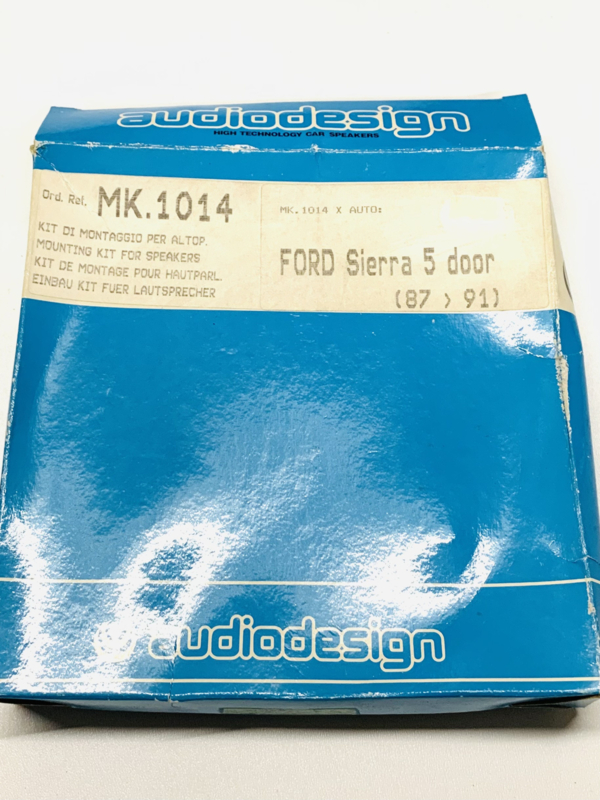 audiodesign
HIGH TECHNOLOGY CAR SPEAKERS
Ord. Ref. MK.1014
KIT DI MONTAGGIO PER ALTOP.
MOUNTING KIT FOR SPEAKERS
KIT DE MONTAGE POUR HAUTPARL.
EINBAU KIT FUER LAUTSPRECHER
MK.1014 X AUTO:
FORD Sierra 5 door
(87 > 91)
audiodesign